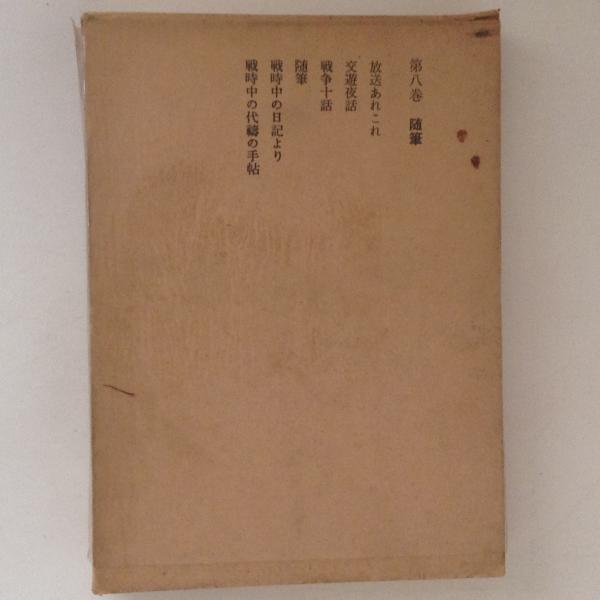 第八巻 随筆
放送あれこれ
交遊夜話
戦争十話
随筆
戦時中の日記より
戦時中の代禱の手帖